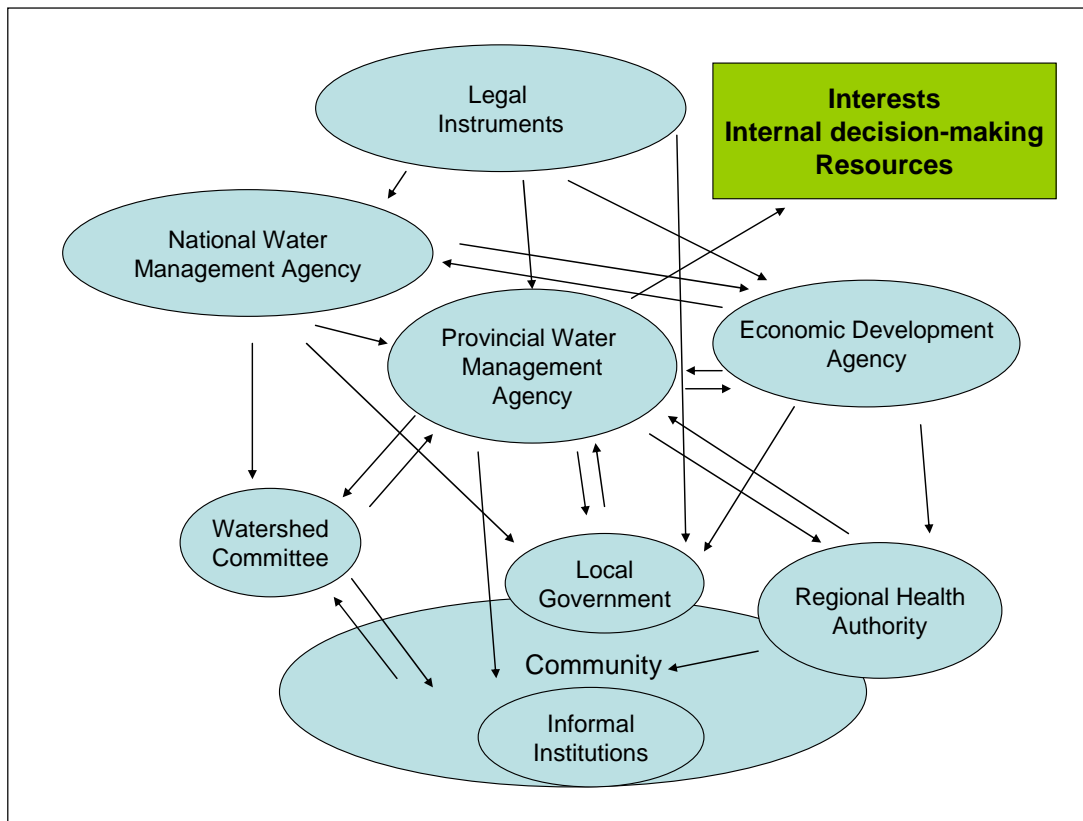 Legal
Instruments
Interests
Internal decision-making
Resources
National Water
Management Agency
Provincial Water
Management
Agency
Economic Development
Agency
Watershed
Committee
Local
Government
Regional Health
Authority
Community
Informal
Institutions